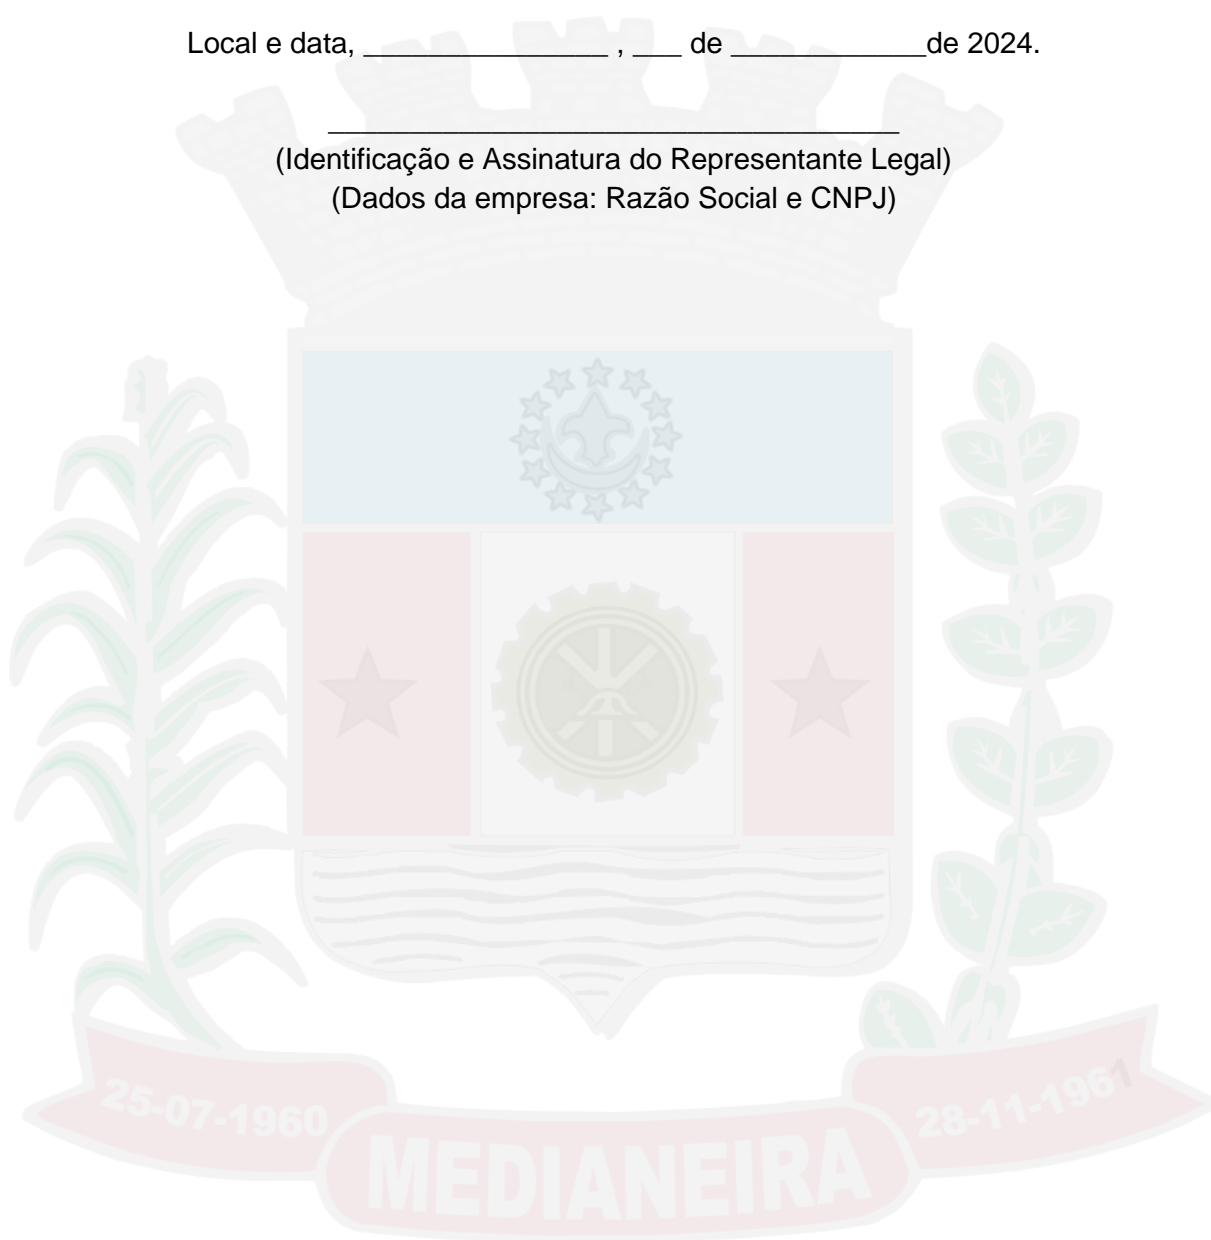 Local e data, _______________ , ___ de ____________de 2024.
___________________________________
(Identificação e Assinatura do Representante Legal)
(Dados da empresa: Razão Social e CNPJ)
25-07-1960
28-11-1961
MEDIANEIRA